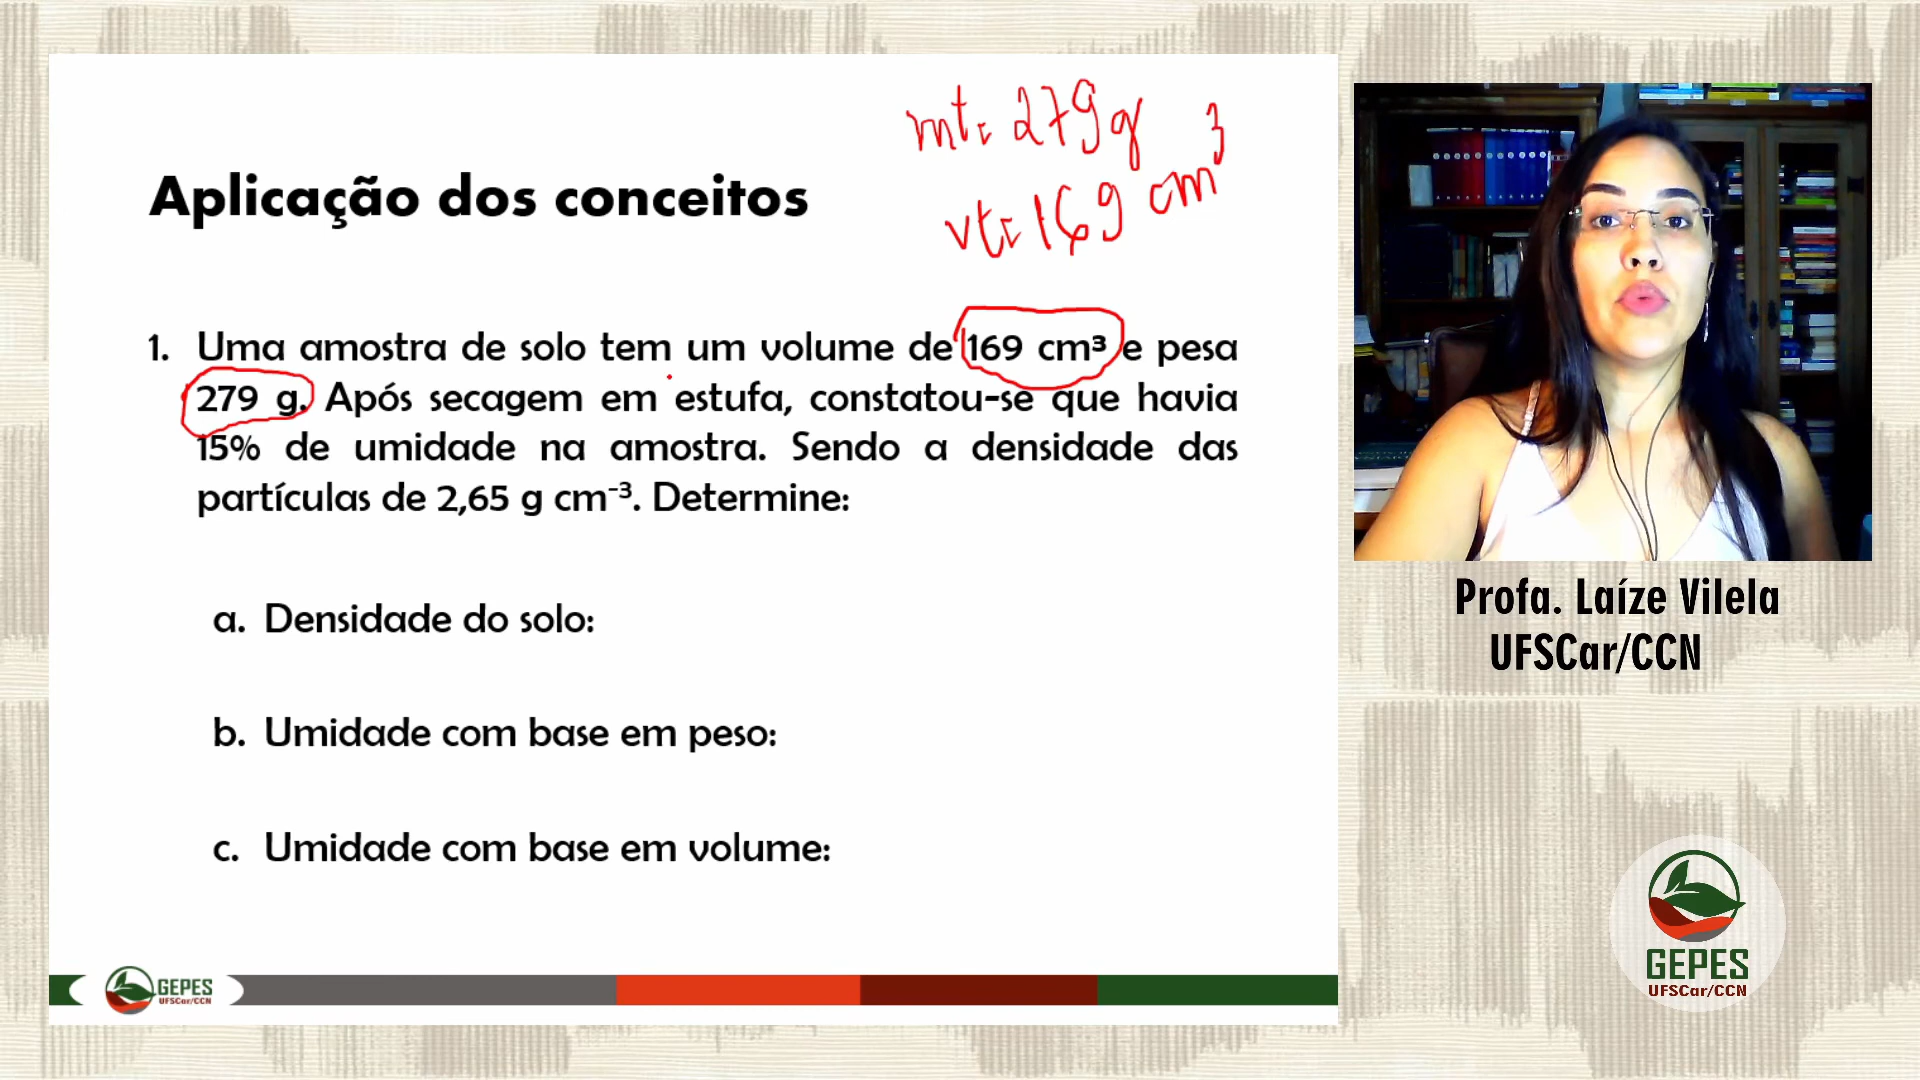 mt: 279 g
vt: 169 cm³
Aplicação dos conceitos
1. Uma amostra de solo tem um volume de 169 cm³ e pesa
279 g. Após secagem em estufa, constatou-se que havia
15% de umidade na amostra. Sendo a densidade das
partículas de 2,65 g cm⁻³. Determine:
a. Densidade do solo:
b. Umidade com base em peso:
c. Umidade com base em volume:
GEPES
UFSCar/CCN
Profa. Laíze Vilela
UFSCar/CCN
GEPES
UFSCar/CCN